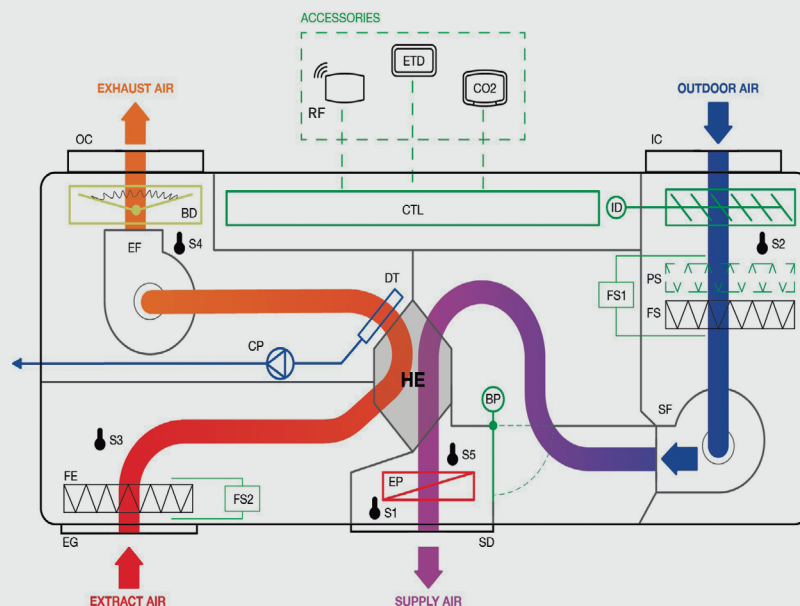 ACCESSORIES
ETD
RF
CO2
EXHAUST AIR
OUTDOOR AIR
OC
IC
BD
CTL
ID
EF
S4
S2
DT
PS
FS1
FS
CP
HE
BP
SF
S3
S5
FE
FS2
EP
S1
EG
SD
EXTRACT AIR
SUPPLY AIR